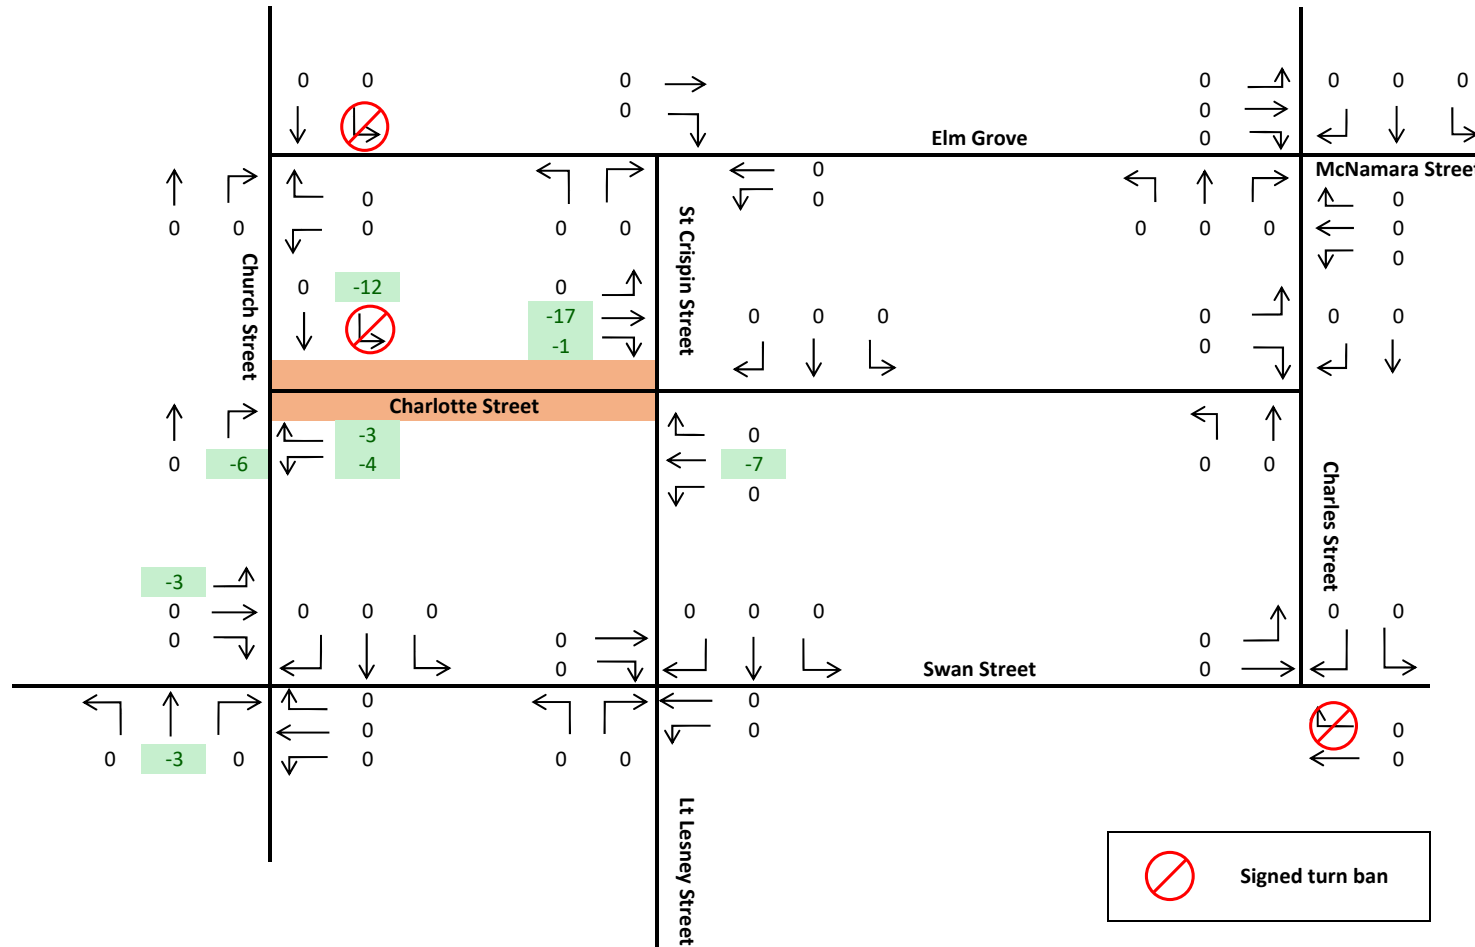 0 0 0 0 0 0 0
0 0
0 Elm Grove 0
McNamara Street
0 0 0 0
0 0 0 0 0 0 0 0 0 0
0
Church Street
St Crispin Street
0 -12 0
-17 0 0 0 0 0 0
-1 0
Charlotte Street
-3 0
0 -6 -4 -7 0 0
0
Charles Street
-3
0 0 0 0 0 0 0 0 0
0 0 0
0 Swan Street 0
0 0
0 0 0
0 -3 0 0 0 0 0
Lt Lesney Street
Signed turn ban